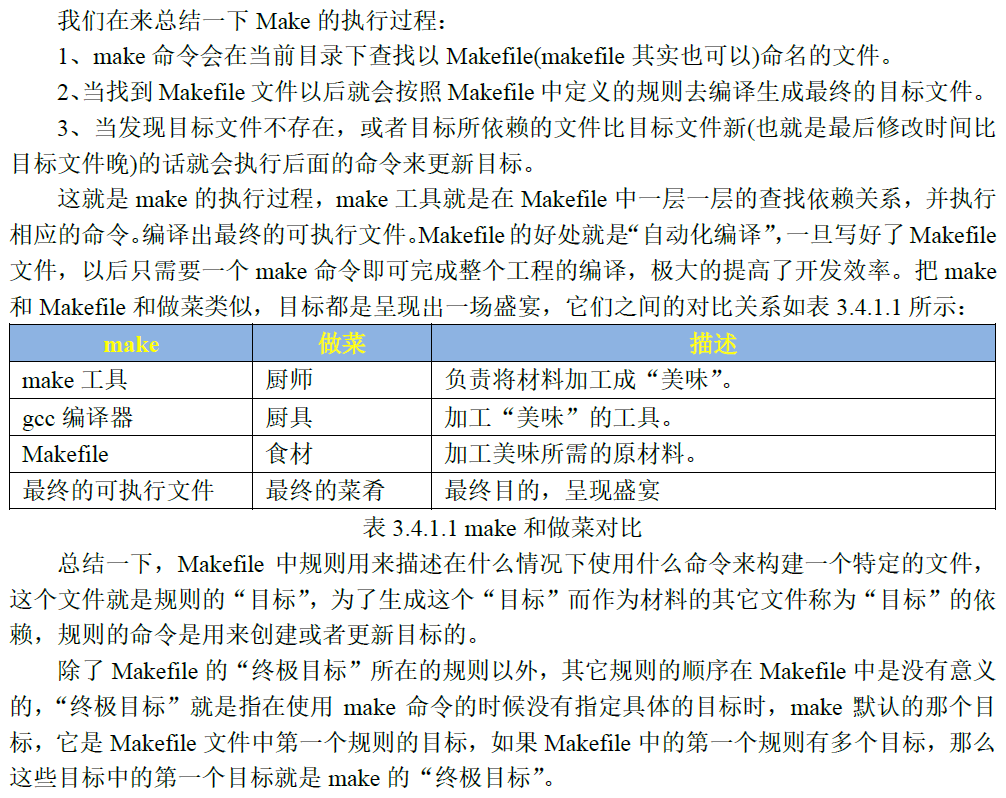 我们在来总结一下 Make 的执行过程：
1、make 命令会在当前目录下查找以 Makefile(makefile 其实也可以)命名的文件。
2、当找到 Makefile 文件以后就会按照 Makefile 中定义的规则去编译生成最终的目标文件。
3、当发现目标文件不存在，或者目标所依赖的文件比目标文件新(也就是最后修改时间比
目标文件晚)的话就会执行后面的命令来更新目标。
这就是 make 的执行过程，make 工具就是在 Makefile 中一层一层的查找依赖关系，并执行
相应的命令。编译出最终的可执行文件。Makefile 的好处就是“自动化编译”，一旦写好了 Makefile
文件，以后只需要一个 make 命令即可完成整个工程的编译，极大的提高了开发效率。把 make
和 Makefile 和做菜类似，目标都是呈现出一场盛宴，它们之间的对比关系如表 3.4.1.1 所示：
make 做菜 描述
make 工具 厨师 负责将材料加工成“美味”。
gcc 编译器 厨具 加工“美味”的工具。
Makefile 食材 加工美味所需的原材料。
最终的可执行文件 最终的菜肴 最终目的，呈现盛宴
表 3.4.1.1 make 和做菜对比
总结一下，Makefile 中规则用来描述在什么情况下使用什么命令来构建一个特定的文件，
这个文件就是规则的“目标”，为了生成这个“目标”而作为材料的其它文件称为“目标”的依
赖，规则的命令是用来创建或者更新目标的。
除了 Makefile 的“终极目标”所在的规则以外，其它规则的顺序在 Makefile 中是没有意义
的，“终极目标”就是指在使用 make 命令的时候没有指定具体的目标时，make 默认的那个目
标，它是 Makefile 文件中第一个规则的目标，如果 Makefile 中的第一个规则有多个目标，那么
这些目标中的第一个目标就是 make 的“终极目标”。